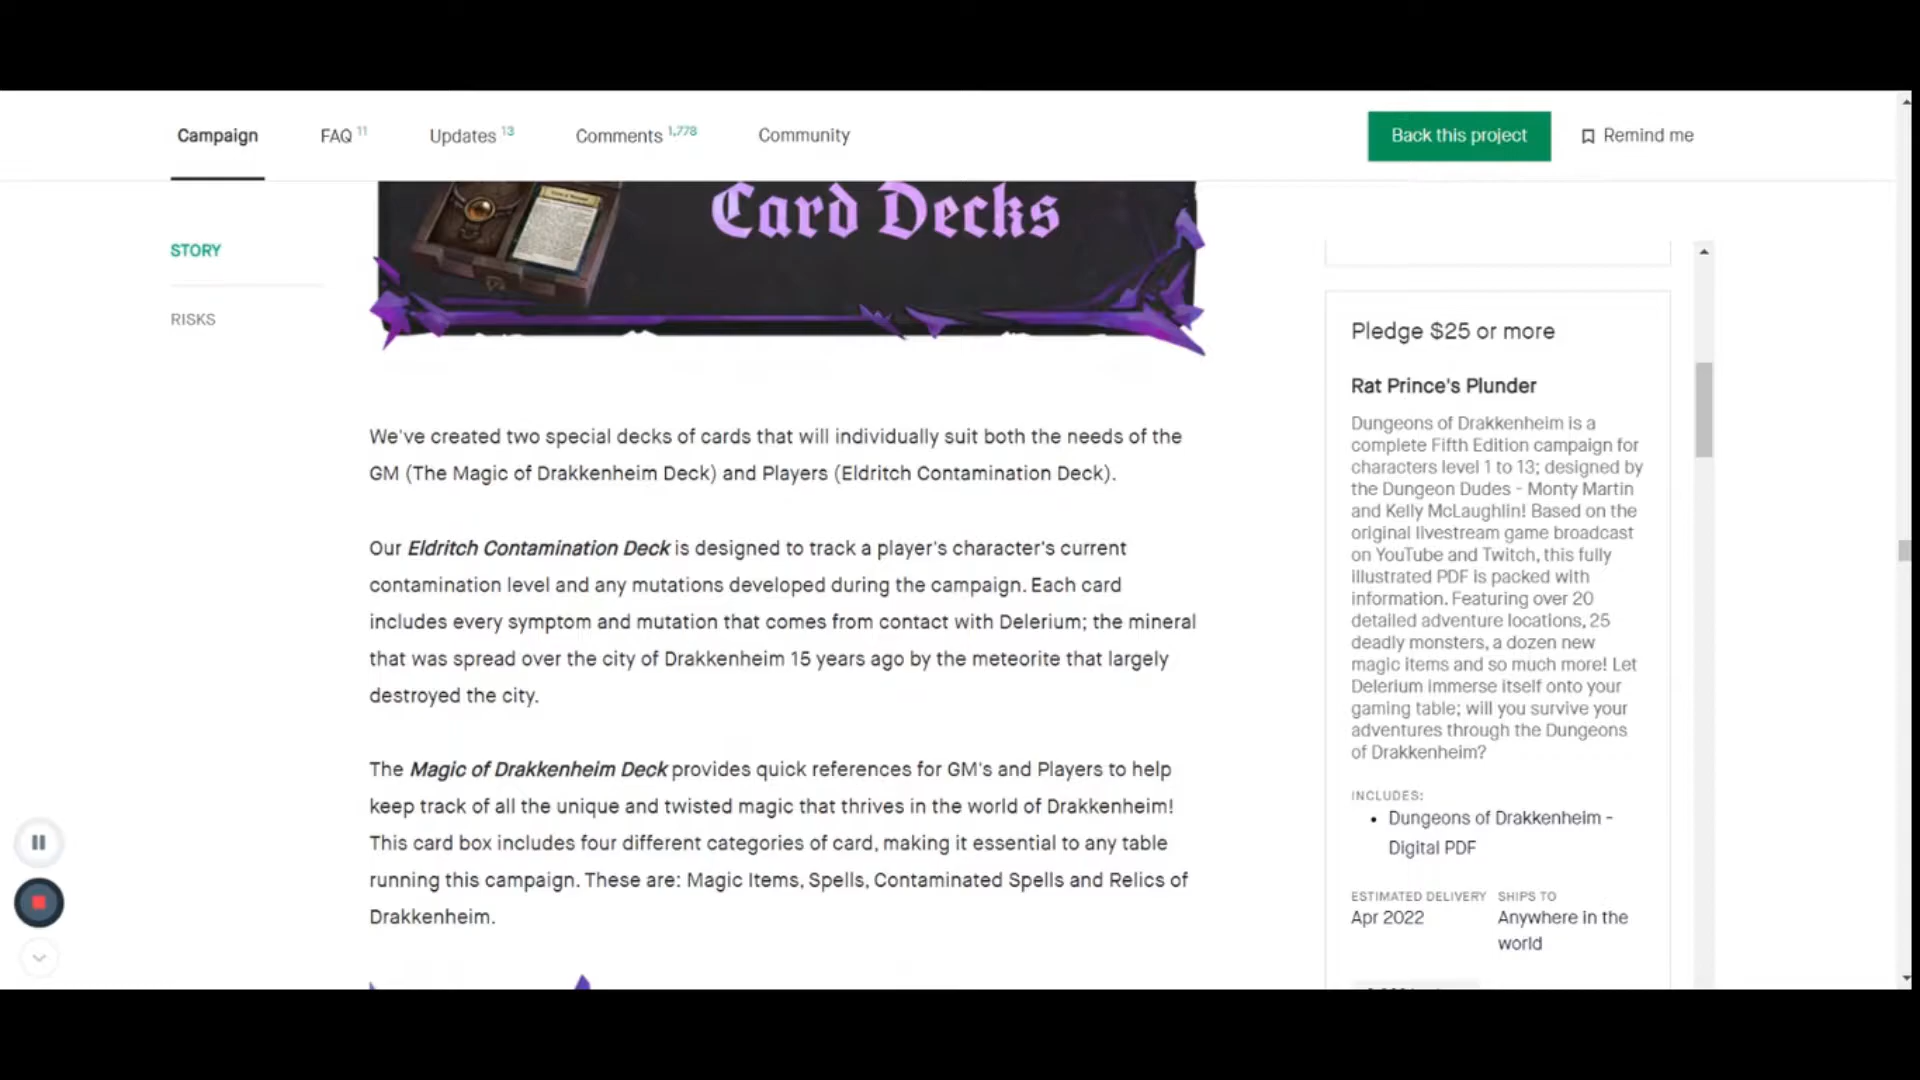 Campaign
FAQ 11
Updates 13
Comments 1,778
Community
Back this project
Remind me
STORY
RISKS
Card Decks
We've created two special decks of cards that will individually suit both the needs of the
GM (The Magic of Drakkenheim Deck) and Players (Eldritch Contamination Deck).
Our Eldritch Contamination Deck is designed to track a player's character's current
contamination level and any mutations developed during the campaign. Each card
includes every symptom and mutation that comes from contact with Delerium; the mineral
that was spread over the city of Drakkenheim 15 years ago by the meteorite that largely
destroyed the city.
The Magic of Drakkenheim Deck provides quick references for GM's and Players to help
keep track of all the unique and twisted magic that thrives in the world of Drakkenheim!
This card box includes four different categories of card, making it essential to any table
running this campaign. These are: Magic Items, Spells, Contaminated Spells and Relics of
Drakkenheim.
Pledge $25 or more
Rat Prince's Plunder
Dungeons of Drakkenheim is a
complete Fifth Edition campaign for
characters level 1 to 13; designed by
the Dungeon Dudes - Monty Martin
and Kelly McLaughlin! Based on the
original livestream game broadcast
on YouTube and Twitch, this fully
illustrated PDF is packed with
information. Featuring over 20
detailed adventure locations, 25
deadly monsters, a dozen new
magic items and so much more! Let
Delerium immerse itself onto your
gaming table; will you survive your
adventures through the Dungeons
of Drakkenheim?
INCLUDES:
• Dungeons of Drakkenheim -
Digital PDF
ESTIMATED DELIVERY
Apr 2022
SHIPS TO
Anywhere in the
world